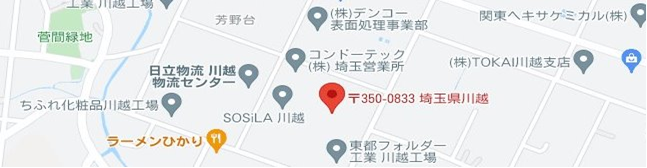 工業 川越工場
芳野台
(株)デンコー
表面処理事業部
関東ヘキサケミカル(株)
菅間緑地
コンドーテック
(株) 埼玉営業所
(株)TOKAI川越支店
日立物流 川越
物流センター
ちふれ化粧品川越工場
SOSiLA 川越
〒350-0833 埼玉県川越
ラーメンひかり
東都フォルダー
工業 川越工場